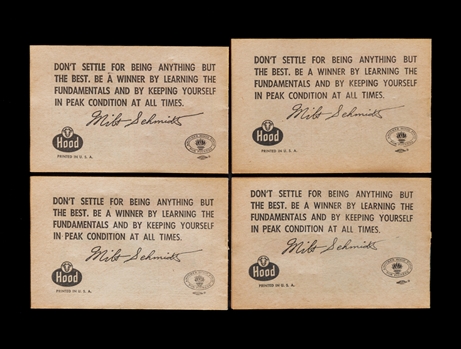 DON'T SETTLE FOR BEING ANYTHING BUT
THE BEST. BE A WINNER BY LEARNING THE
FUNDAMENTALS AND BY KEEPING YOURSELF
IN PEAK CONDITION AT ALL TIMES.
Milt Schmidt
Hood
PRINTED IN U. S. A.
DON'T SETTLE FOR BEING ANYTHING BUT
THE BEST. BE A WINNER BY LEARNING THE
FUNDAMENTALS AND BY KEEPING YOURSELF
IN PEAK CONDITION AT ALL TIMES.
Milt Schmidt
Hood
PRINTED IN U. S. A.
DON'T SETTLE FOR BEING ANYTHING BUT
THE BEST. BE A WINNER BY LEARNING THE
FUNDAMENTALS AND BY KEEPING YOURSELF
IN PEAK CONDITION AT ALL TIMES.
Milt Schmidt
Hood
PRINTED IN U. S. A.
DON'T SETTLE FOR BEING ANYTHING BUT
THE BEST. BE A WINNER BY LEARNING THE
FUNDAMENTALS AND BY KEEPING YOURSELF
IN PEAK CONDITION AT ALL TIMES.
Milt Schmidt
Hood
PRINTED IN U. S. A.